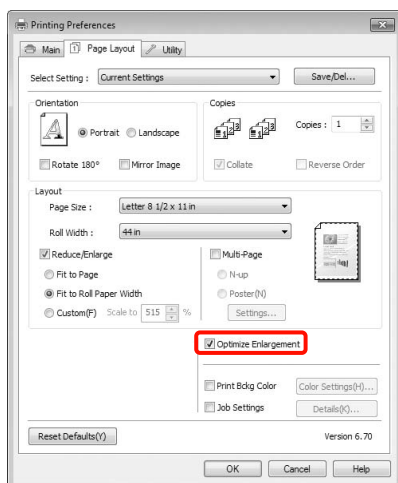 Printing Preferences
Main Page Layout Utility
Select Setting : Current Settings Save/Del...
Orientation
Portrait Landscape
Rotate 180° Mirror Image
Copies
Copies : 1
Collate Reverse Order
Layout
Page Size : Letter 8 1/2 x 11 in
Roll Width : 44 in
Reduce/Enlarge
Fit to Page
Fit to Roll Paper Width
Custom(F) Scale to 515 %
Multi-Page
N-up
Poster(N)
Settings...
Optimize Enlargement
Print Bckg Color Color Settings(H)...
Job Settings Details(K)...
Reset Defaults(Y) Version 6.70
OK Cancel Help